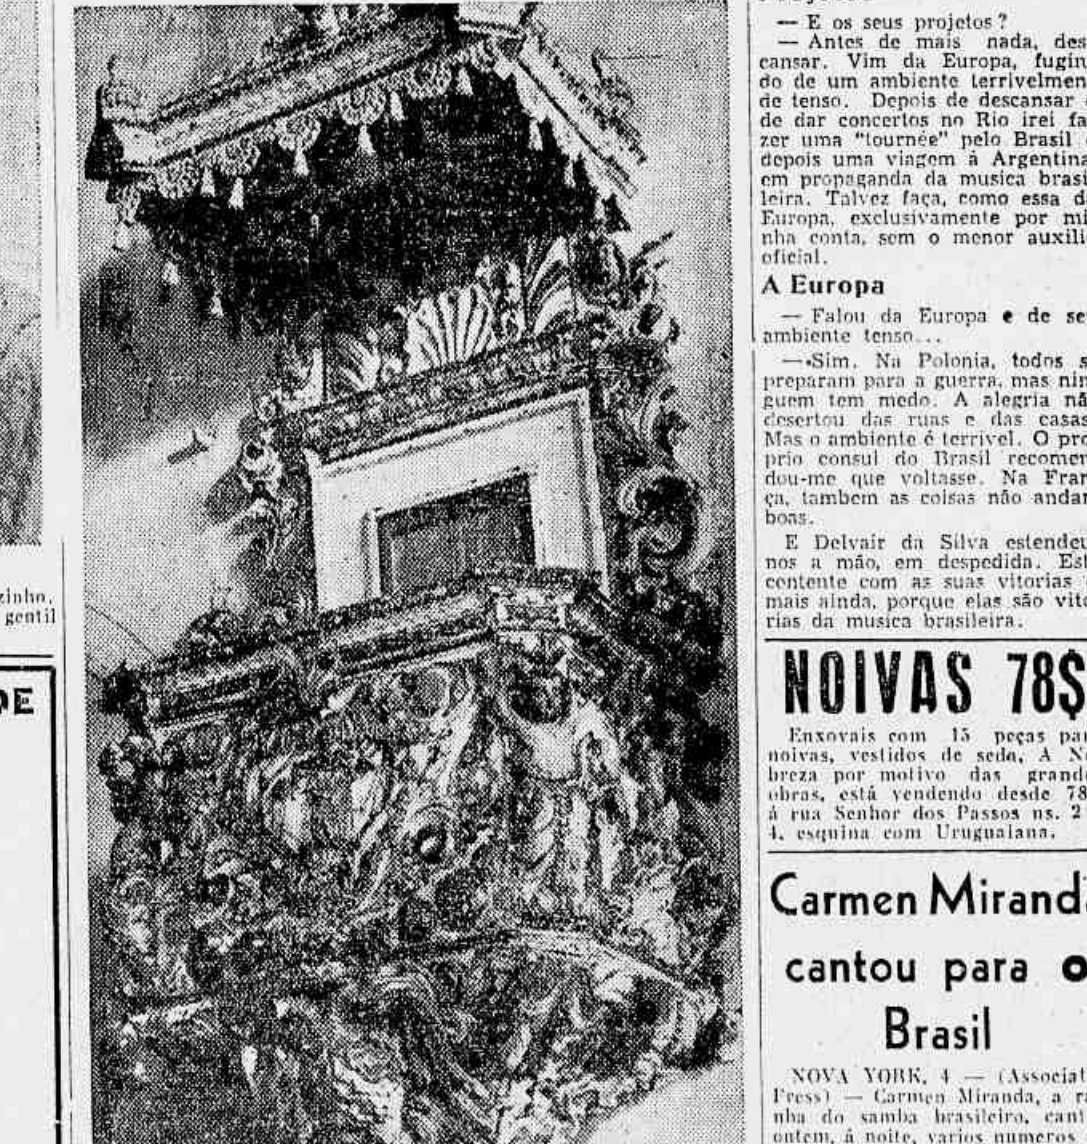 zinho,
gentil
DE
— E os seus projetos?
— Antes de mais nada, des-
cansar. Vim da Europa, fugin-
do de um ambiente terrivelmen-
de tenso. Depois de descansar
de dar concertos no Rio irei fa-
zer uma "tournée" pelo Brasil e
depois uma viagem á Argentina
em propaganda da musica brasi-
leira. Talvez faça, como essa da
Europa, exclusivamente por mi-
nha conta, sem o menor auxili
oficial.
A Europa
— Falou da Europa e de se
ambiente tenso...
— Sim. Na Polonia, todos s
preparam para a guerra, mas nin
guem tem medo. A alegria nã
desertou das ruas e das casas
Mas o ambiente é terrivel. O pro
prio consul do Brasil recomen
dou-me que voltasse. Na Fran
ça, tambem as coisas não andam
boas.
E Delvair da Silva estendeu
nos a mão, em despedida. Est
contente com as suas vitorias
mais ainda, porque elas são vito
rias da musica brasileira.
NOIVAS 78$
Enxovais com 15 peças par
noivas, vestidos de seda, A No
breza por motivo das grande
obras, está vendendo desde 78
á rua Senhor dos Passos ns. 2
4, esquina com Uruguaiana.
Carmen Miranda
cantou para o
Brasil
NOVA YORK, 4 — (Associat
Press) — Carmen Miranda, a ra
nha do samba brasileiro, cant
ontem, á noite, varios numeros